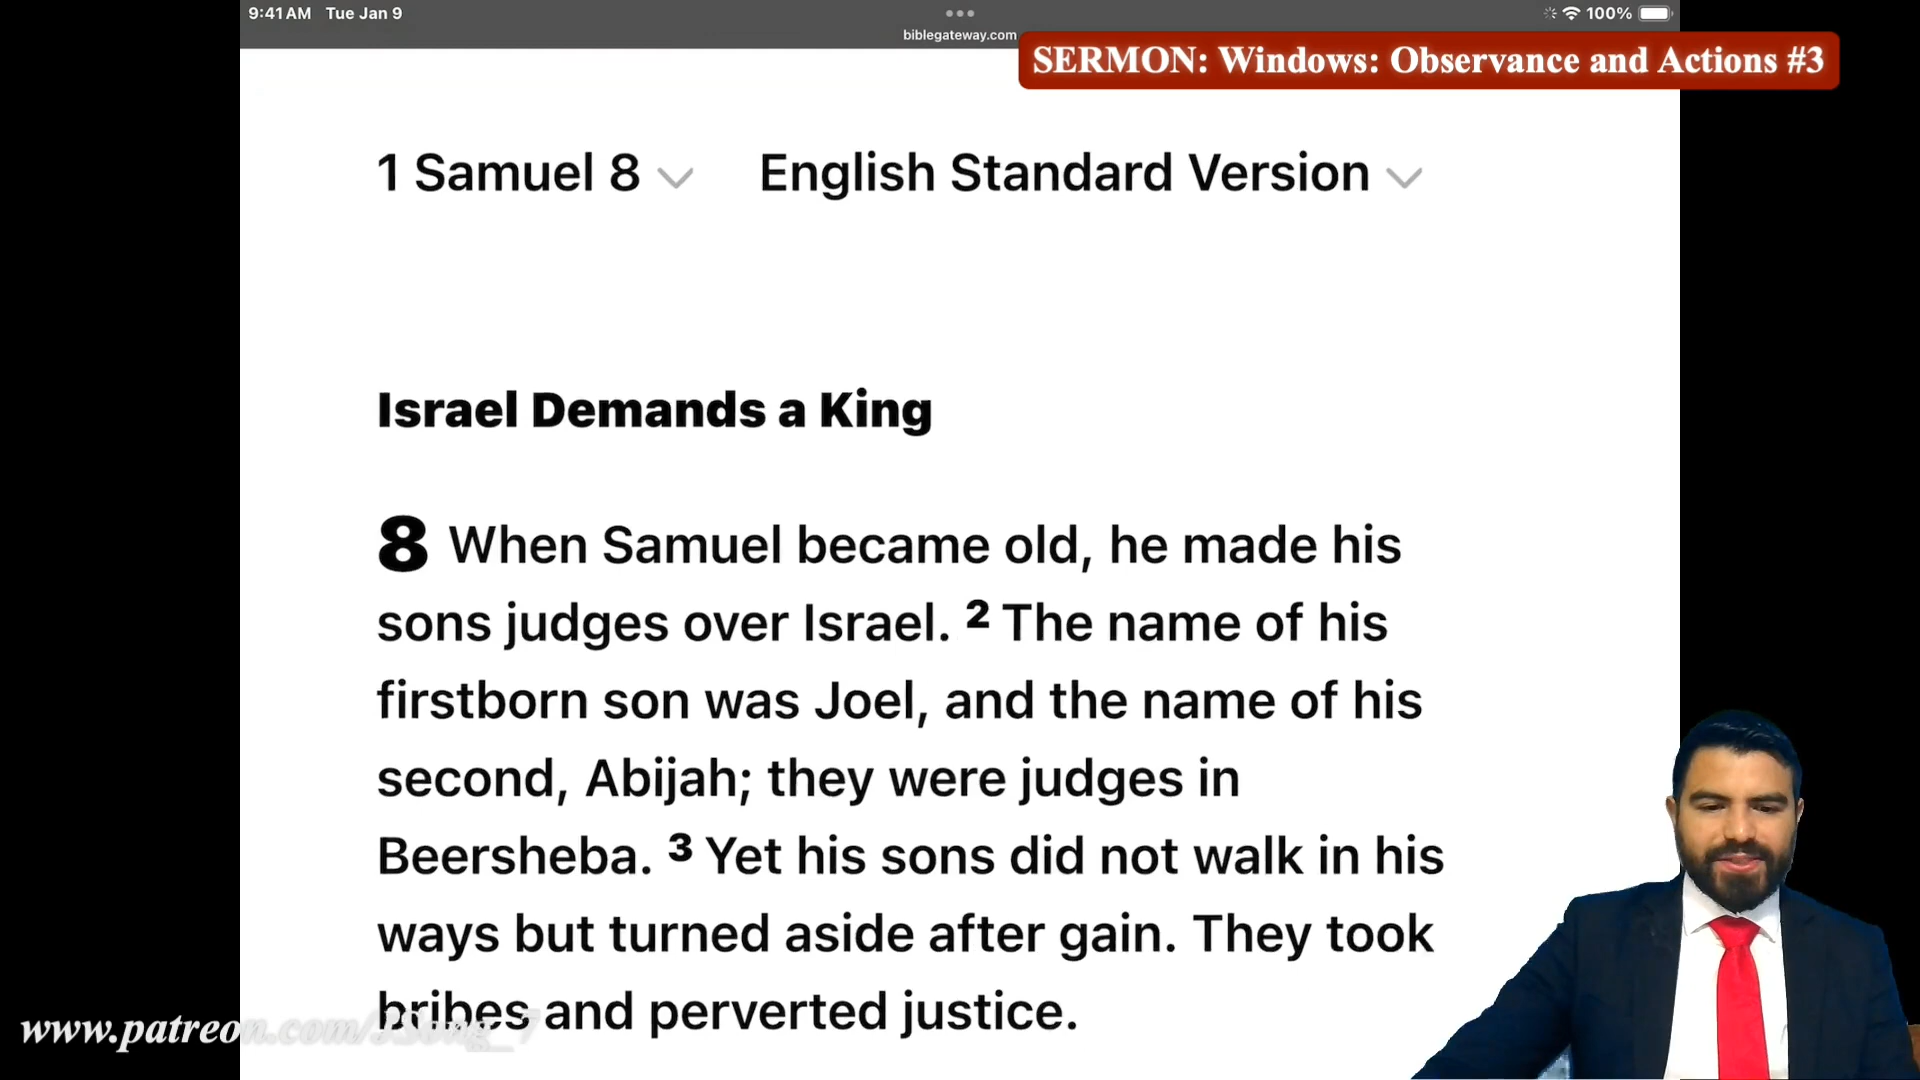 9:41 AM Tue Jan 9
100%
biblegateway.com
SERMON: Windows: Observance and Actions #3
1 Samuel 8
English Standard Version
Israel Demands a King
8 When Samuel became old, he made his
sons judges over Israel. 2 The name of his
firstborn son was Joel, and the name of his
second, Abijah; they were judges in
Beersheba. 3 Yet his sons did not walk in his
ways but turned aside after gain. They took
bribes and perverted justice.